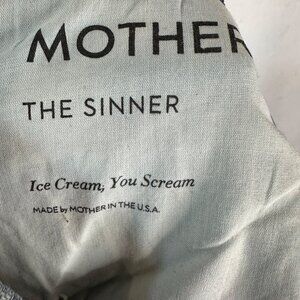 MOTHER
THE SINNER
Ice Cream, You Scream
MADE by MOTHER IN THE U.S.A.